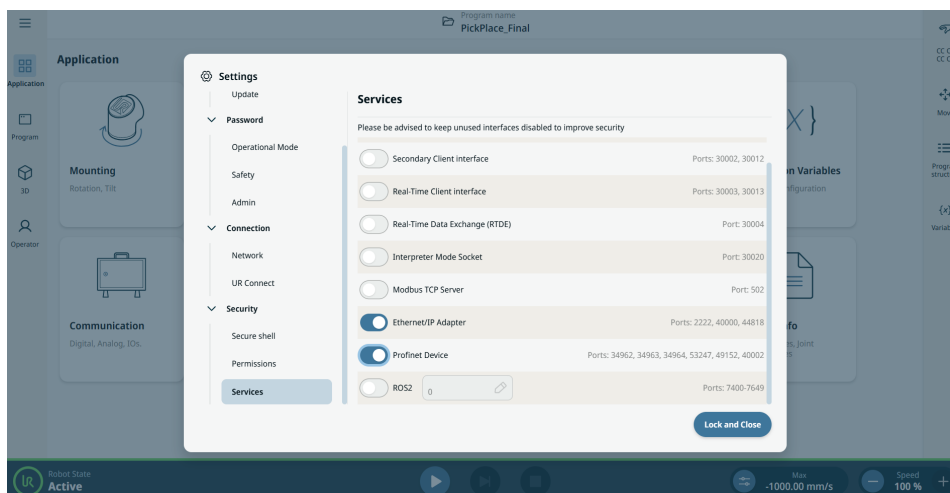 Program name
PickPlace_Final
Application
Application
Program
3D
Operator
Mounting
Rotation, Tilt
Communication
Digital, Analog, IOs.
Settings
Update
Password
Operational Mode
Safety
Admin
Connection
Network
UR Connect
Security
Secure shell
Permissions
Services
Services
Please be advised to keep unused interfaces disabled to improve security
Secondary Client interface Ports: 30002, 30012
Real-Time Client interface Ports: 30003, 30013
Real-Time Data Exchange (RTDE) Port: 30004
Interpreter Mode Socket Port: 30020
Modbus TCP Server Port: 502
Ethernet/IP Adapter Ports: 2222, 40000, 44818
Profinet Device Ports: 34962, 34963, 34964, 53247, 49152, 40002
ROS2 0 Ports: 7400-7649
Lock and Close
Variables
Robot State
Active
Max
-1000.00 mm/s
Speed
100 %